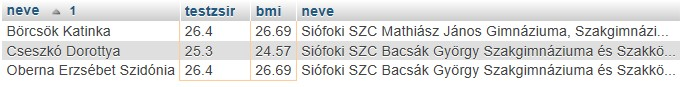 neve 1 testzsir bmi neve
Börcsök Katinka 26.4 26.69 Siófoki SZC Mathiász János Gimnáziuma, Szakgimnázi...
Cseszkó Dorottya 25.3 24.57 Siófoki SZC Bacsák György Szakgimnáziuma és Szakkö...
Oberna Erzsébet Szidónia 26.4 26.69 Siófoki SZC Bacsák György Szakgimnáziuma és Szakkö...